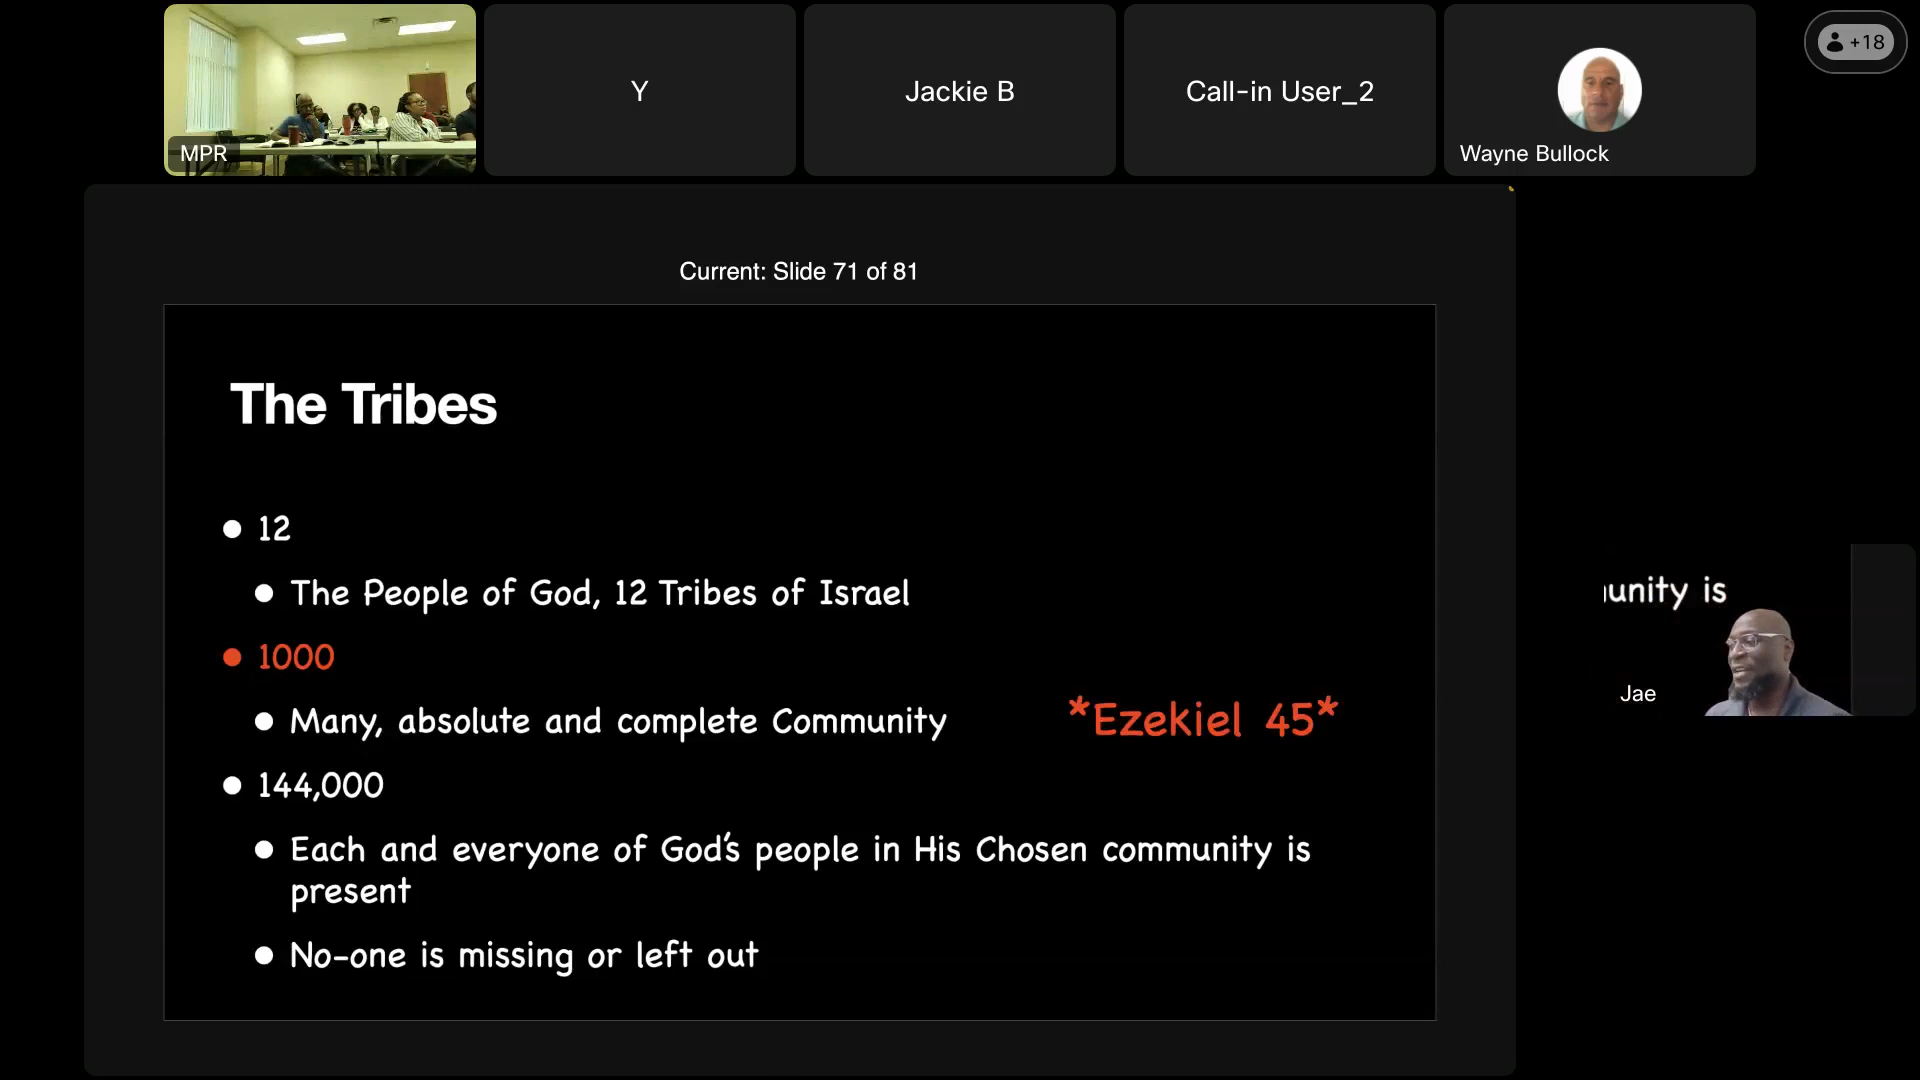 MPR
Y
Jackie B
Call-in User_2
Wayne Bullock
+18
Current: Slide 71 of 81
The Tribes
12
The People of God, 12 Tribes of Israel
1000
Many, absolute and complete Community
*Ezekiel 45*
144,000
Each and everyone of God's people in His Chosen community is
present
No-one is missing or left out
unity is
Jae